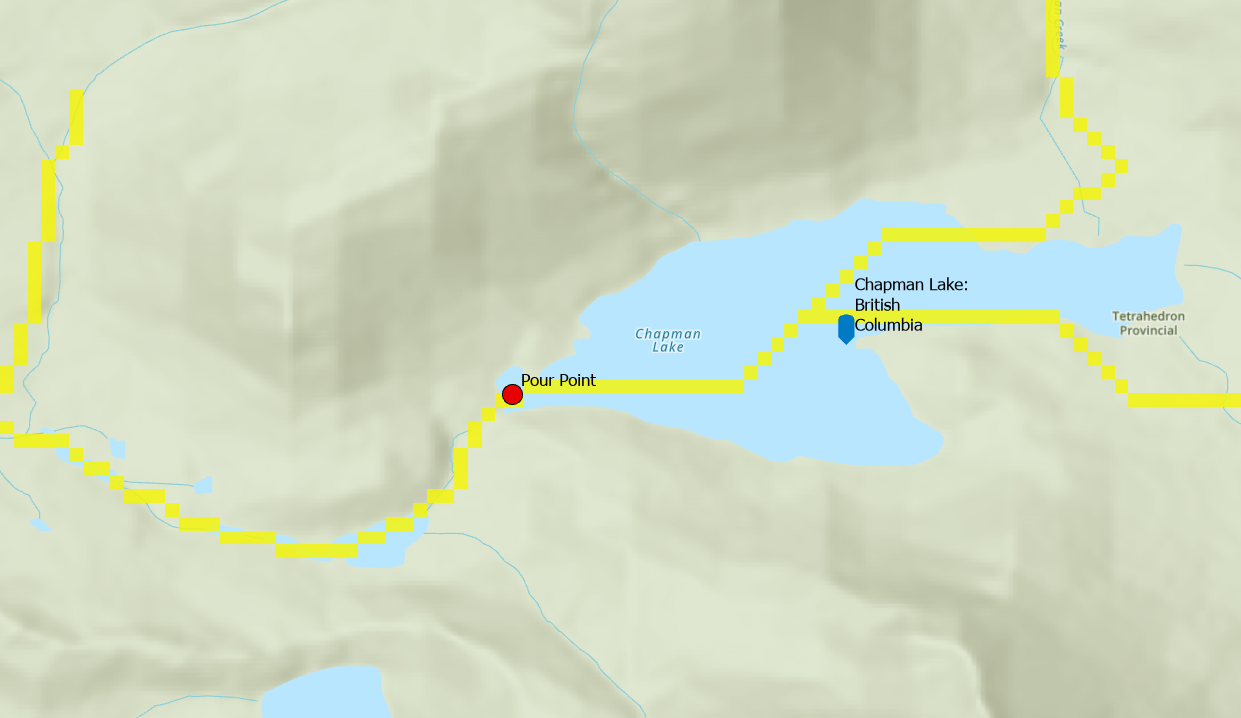 Chapman Lake:
British
Columbia
Tetrahedron
Provincial
Chapman
Lake
Pour Point